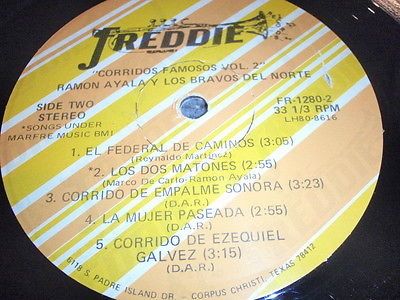 FREDDIE
"CORRIDOS FAMOSOS VOL. 2"
RAMON AYALA Y LOS BRAVOS DEL NORTE
SIDE TWO
STEREO
*SONGS UNDER
MARFRE MUSIC BMI
FR-1280-2
33 1/3 RPM
LH80-8616
1. EL FEDERAL DE CAMINOS (3:05)
(Reynaldo Martinez)
*2. LOS DOS MATONES (2:55)
(Marco De Carlo-Ramon Ayala)
3. CORRIDO DE EMPALME SONORA (3:23)
(D.A.R.)
4. LA MUJER PASEADA (2:55)
(D.A.R.)
5. CORRIDO DE EZEQUIEL
GALVEZ (3:15)
(D.A.R.)
6118 S. PADRE ISLAND DR. - CORPUS CHRISTI, TEXAS 78412